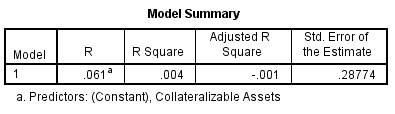 Model Summary
Model R R Square Adjusted R Square Std. Error of the Estimate
1 .061a .004 -.001 .28774
a. Predictors: (Constant), Collateralizable Assets